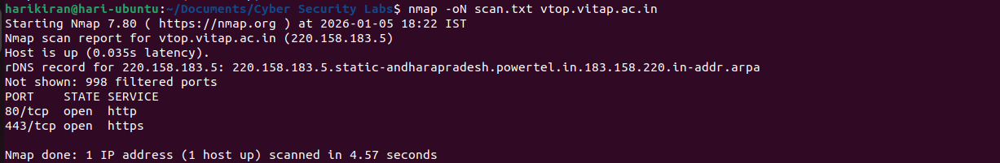 harikiran@hari-ubuntu:~/Documents/Cyber Security Labs$ nmap -oN scan.txt vtop.vitap.ac.in
Starting Nmap 7.80 ( https://nmap.org ) at 2026-01-05 18:22 IST
Nmap scan report for vtop.vitap.ac.in (220.158.183.5)
Host is up (0.035s latency).
rDNS record for 220.158.183.5: 220.158.183.5.static-andharapradesh.powertel.in.183.158.220.in-addr.arpa
Not shown: 998 filtered ports
PORT    STATE SERVICE
80/tcp  open  http
443/tcp open  https
Nmap done: 1 IP address (1 host up) scanned in 4.57 seconds